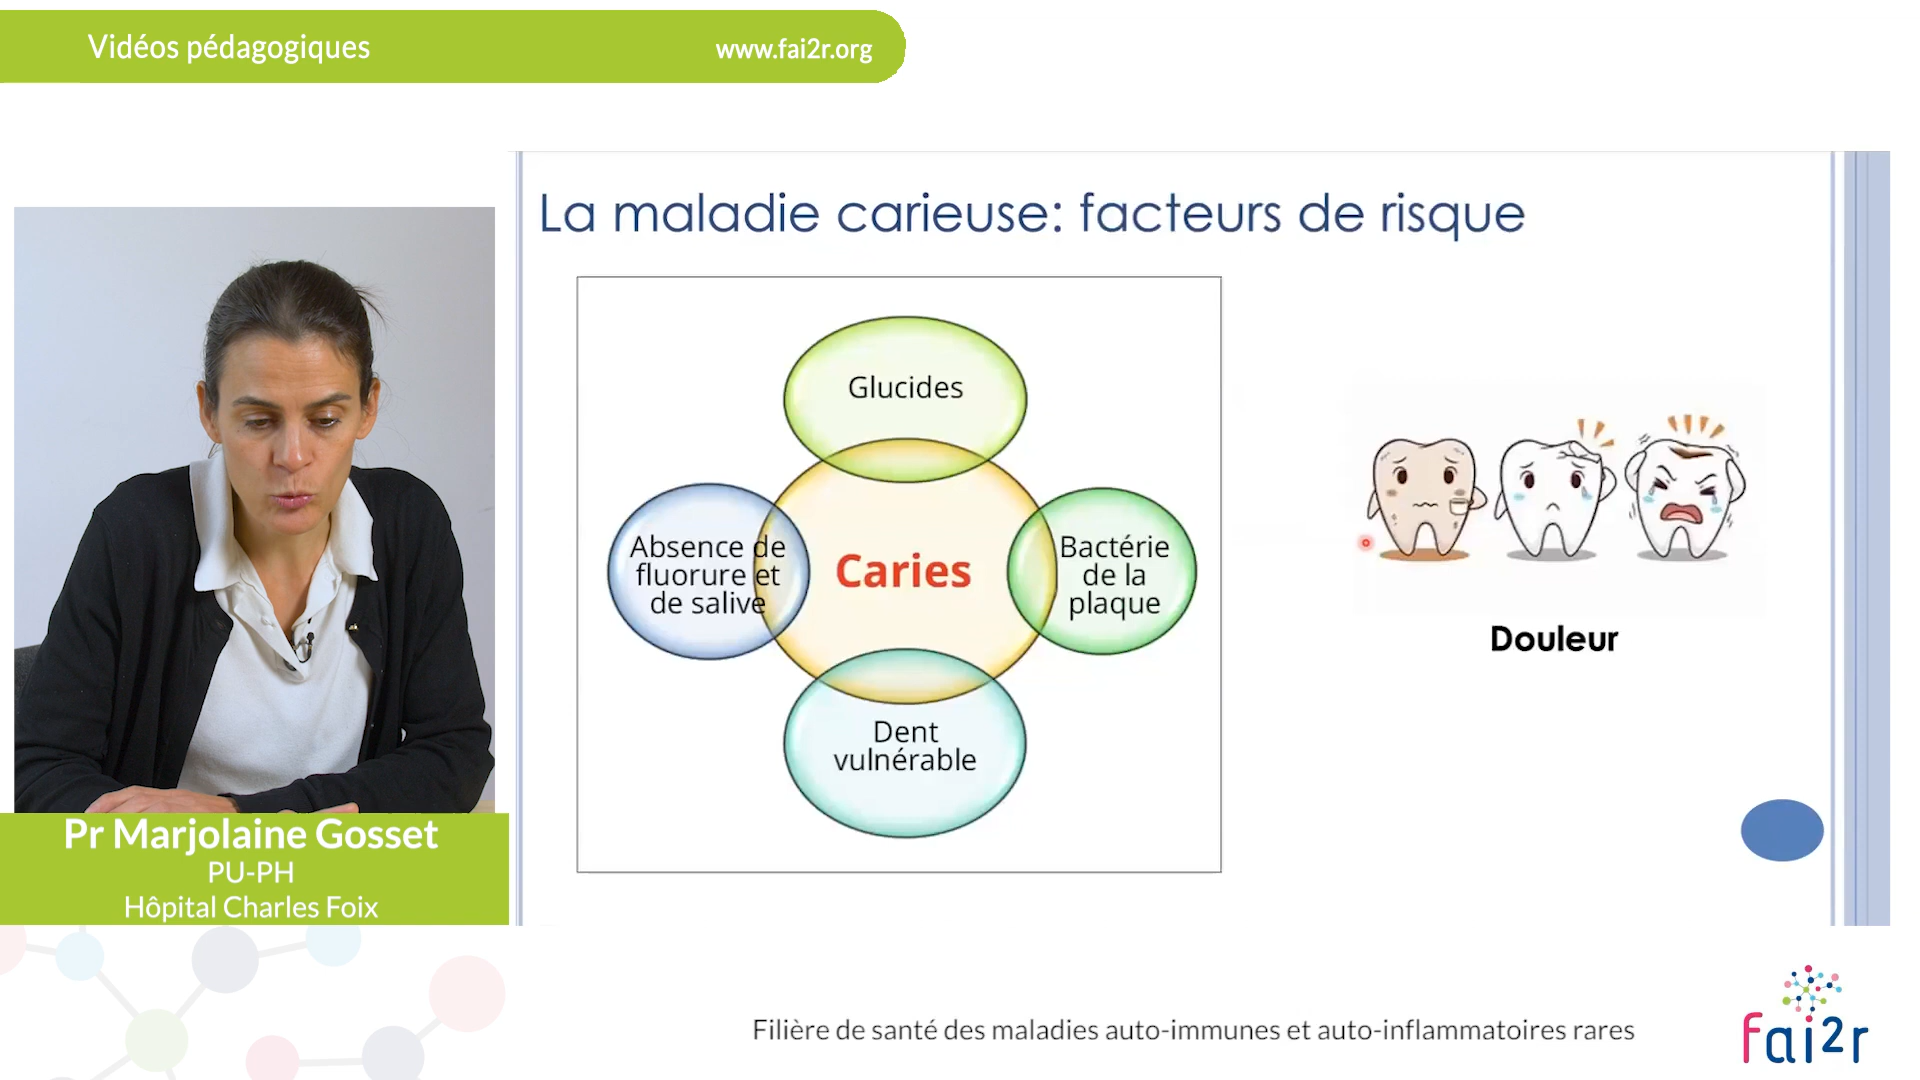 Vidéos pédagogiques
www.fai2r.org
La maladie carieuse: facteurs de risque
Glucides
Absence de
fluorure et
de salive
Caries
Bactérie
de la
plaque
Dent
vulnérable
Douleur
Pr Marjolaine Gosset
PU-PH
Hôpital Charles Foix
Filière de santé des maladies auto-immunes et auto-inflammatoires rares
fai2r